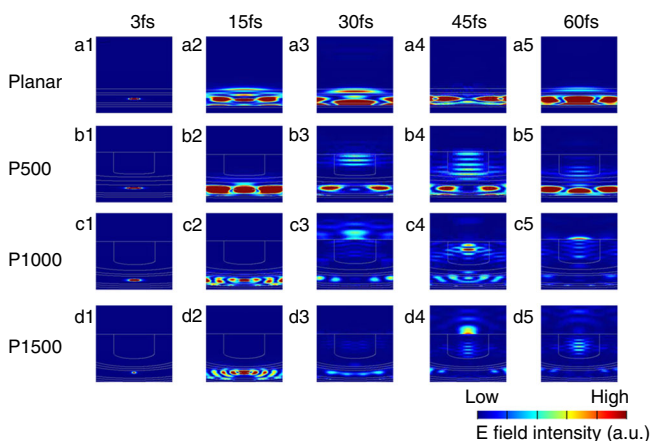 3fs 15fs 30fs 45fs 60fs
a1 a2 a3 a4 a5
Planar
b1 b2 b3 b4 b5
P500
c1 c2 c3 c4 c5
P1000
d1 d2 d3 d4 d5
P1500
Low High
E field intensity (a.u.)